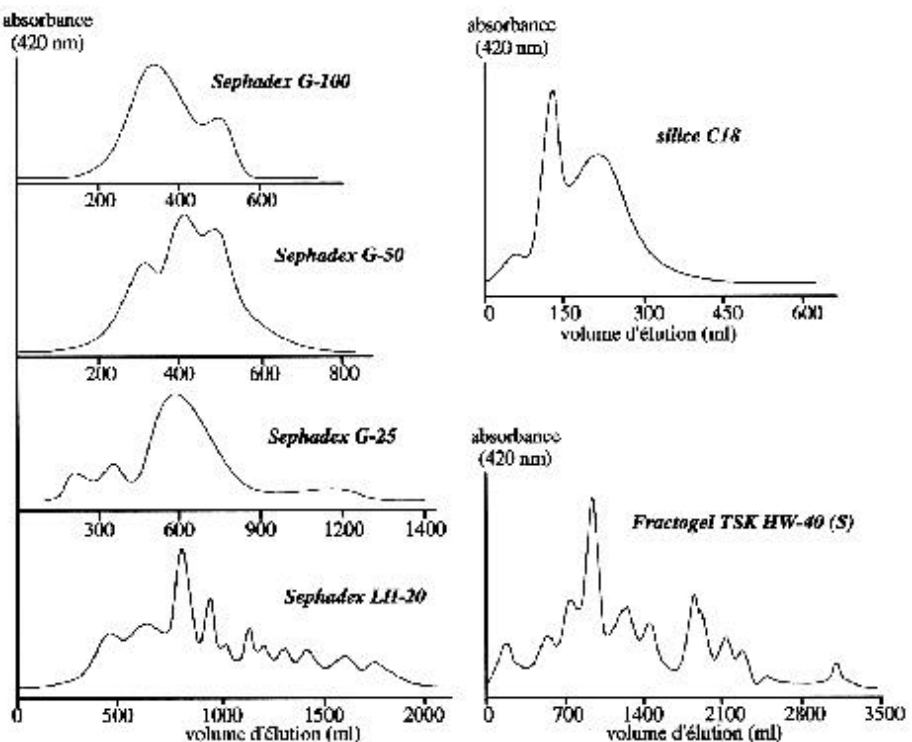 absorbance
(420 nm)
Sephadex G-100
200 400 600
Sephadex G-50
200 400 600 800
Sephadex G-25
300 600 900 1200 1400
Sephadex LH-20
0 500 1000 1500 2000
volume d'élution (ml)
absorbance
(420 nm)
silice C18
0 150 300 450 600
volume d'élution (ml)
absorbance
(420 nm)
Fractogel TSK HW-40 (S)
0 700 1400 2100 2800 3500
volume d'élution (ml)